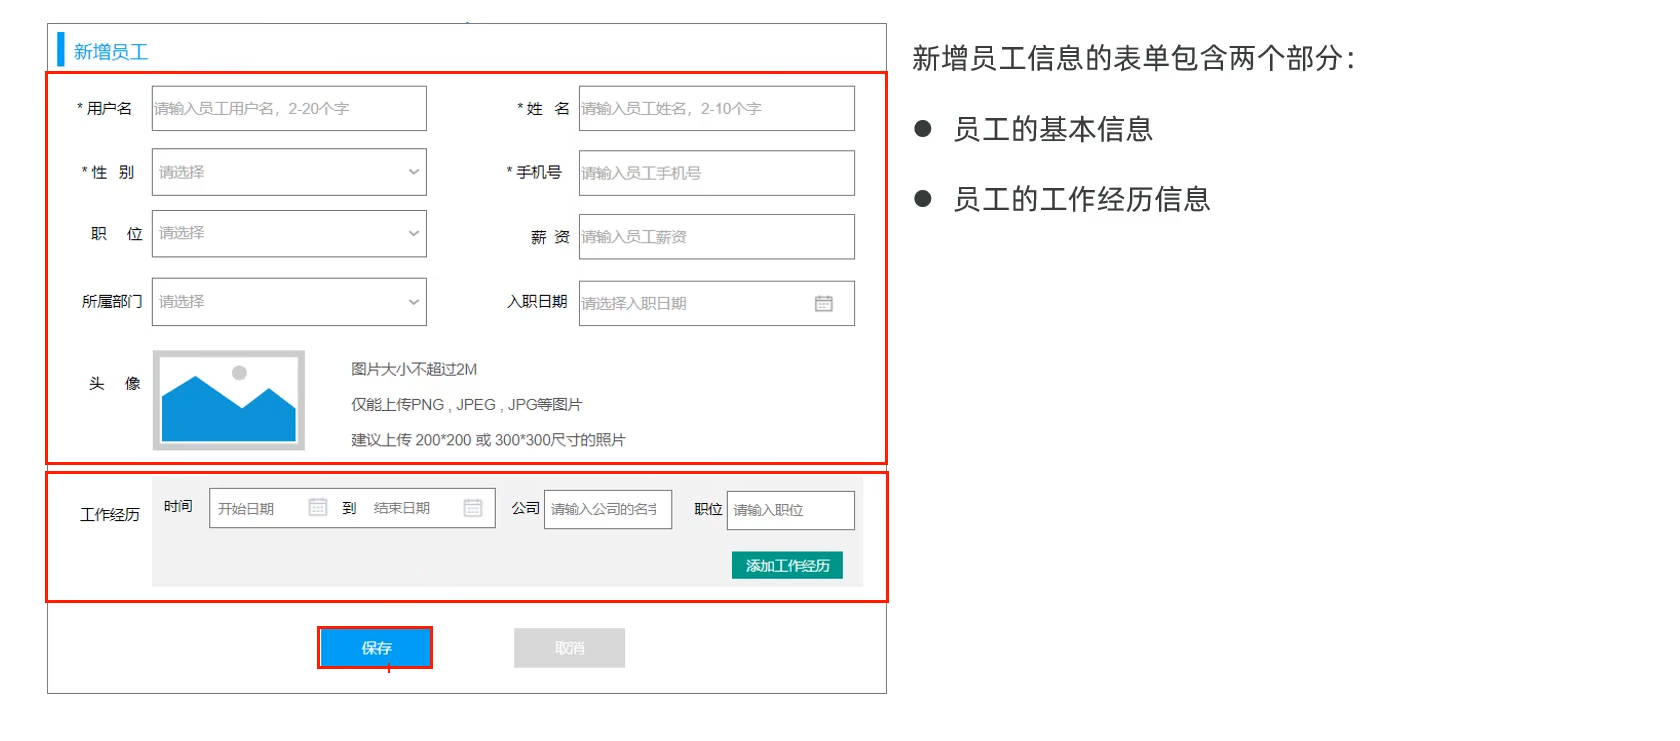 新增员工
* 用户名 请输入员工用户名，2-20个字 * 姓 名 请输入员工姓名，2-10个字
* 性 别 请选择 * 手机号 请输入员工手机号
职 位 请选择 薪 资 请输入员工薪资
所属部门 请选择 入职日期 请选择入职日期
头 像
图片大小不超过2M
仅能上传PNG , JPEG , JPG等图片
建议上传 200*200 或 300*300尺寸的照片
工作经历 时间 开始日期 到 结束日期 公司 请输入公司的名字 职位 请输入职位
添加工作经历
保存 取消
新增员工信息的表单包含两个部分：
● 员工的基本信息
● 员工的工作经历信息